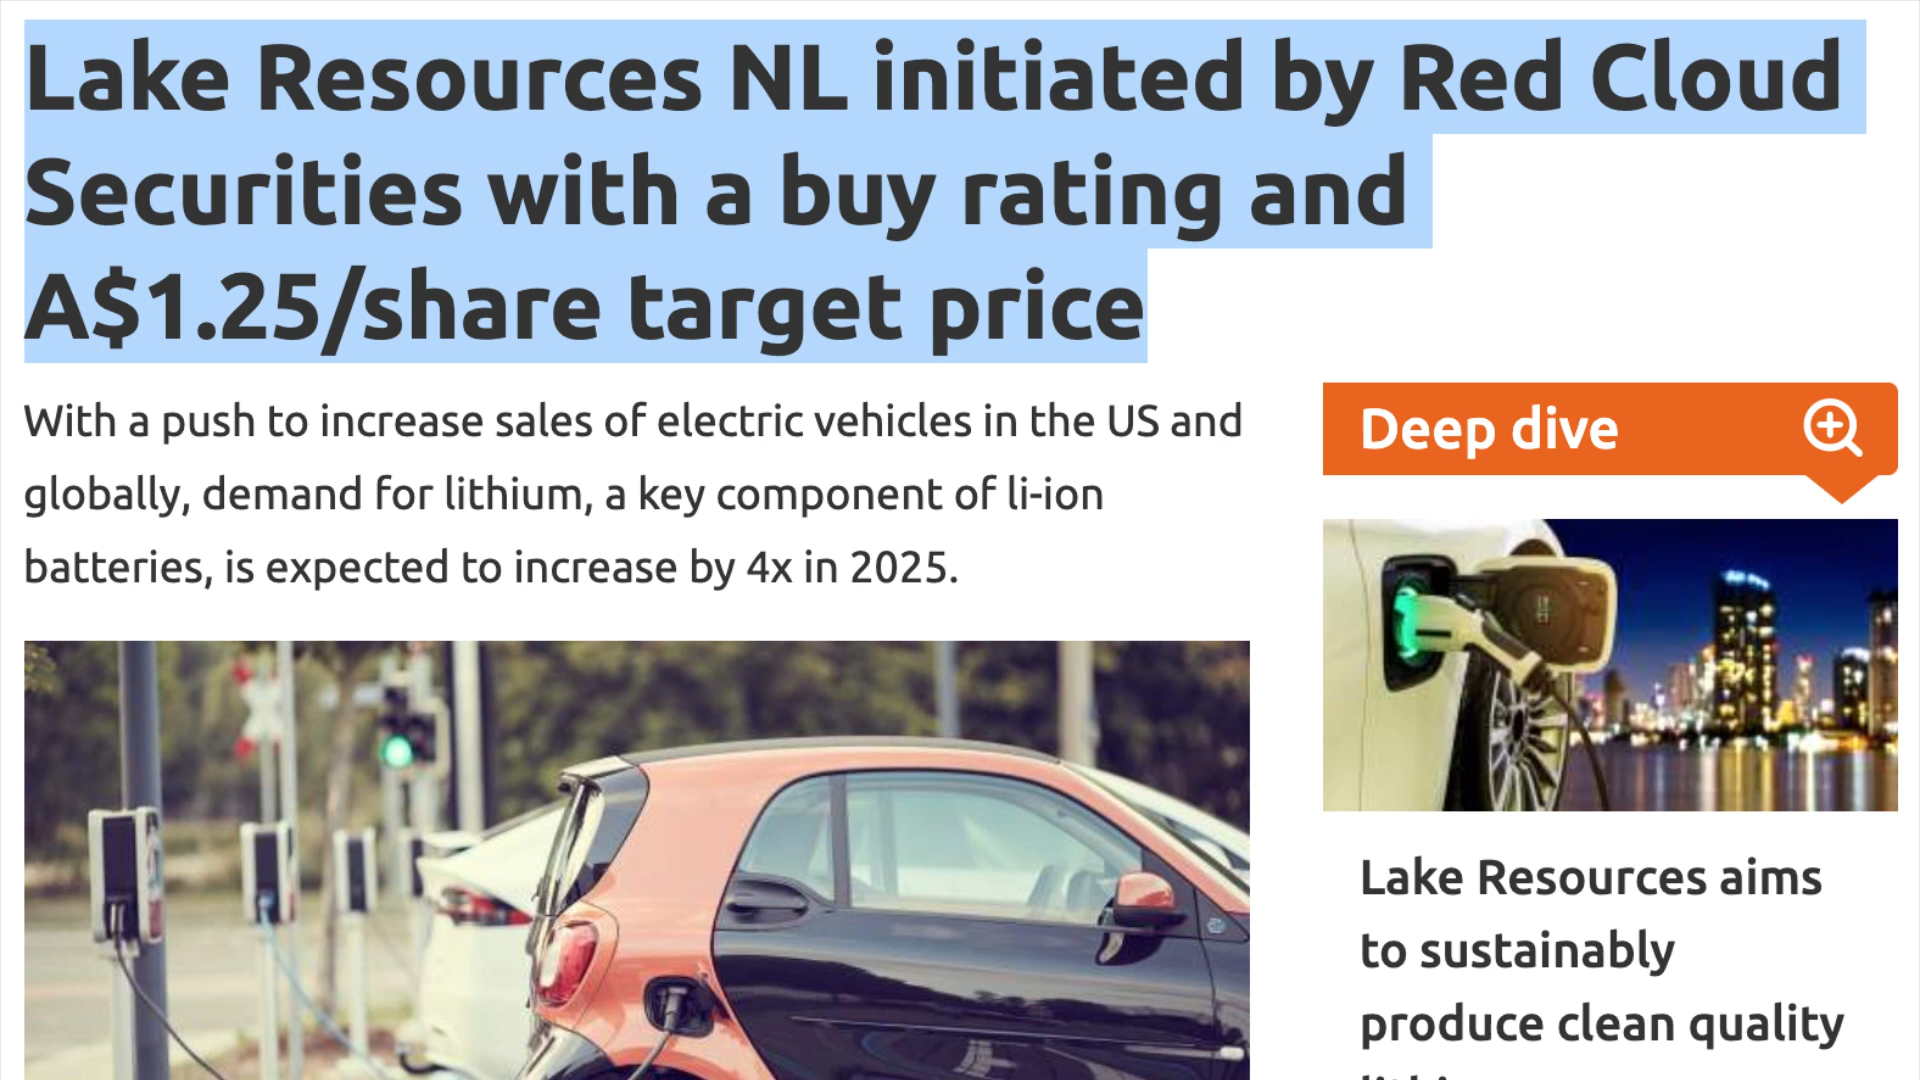 Lake Resources NL initiated by Red Cloud
Securities with a buy rating and
A$1.25/share target price
With a push to increase sales of electric vehicles in the US and
globally, demand for lithium, a key component of li-ion
batteries, is expected to increase by 4x in 2025.
Deep dive
Lake Resources aims
to sustainably
produce clean quality